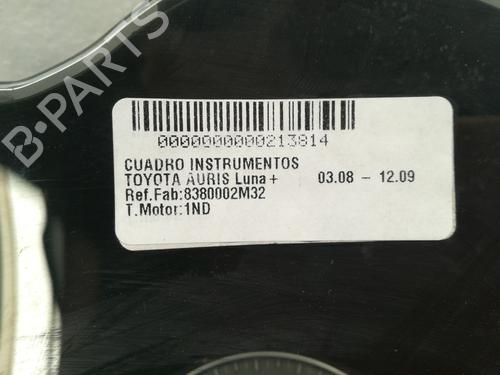 B-PARTS
0000000000213814
CUADRO INSTRUMENTOS
TOYOTA AURIS Luna + 03.08 - 12.09
Ref.Fab:8380002M32
T.Motor:1ND